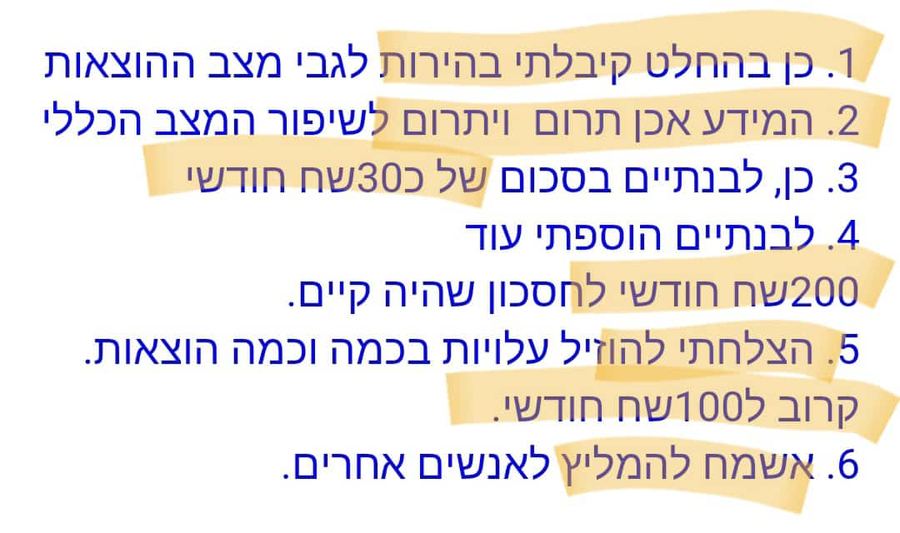 1. כן בהחלט קיבלתי בהירות לגבי מצב ההוצאות
2. המידע אכן תרום  ויתרום לשיפור המצב הכללי
3. כן, לבנתיים בסכום של כ30שח חודשי
4. לבנתיים הוספתי עוד
200שח חודשי לחסכון שהיה קיים.
5. הצלחתי להוזיל עלויות בכמה וכמה הוצאות.
קרוב ל100שח חודשי.
6. אשמח להמליץ לאנשים אחרים.